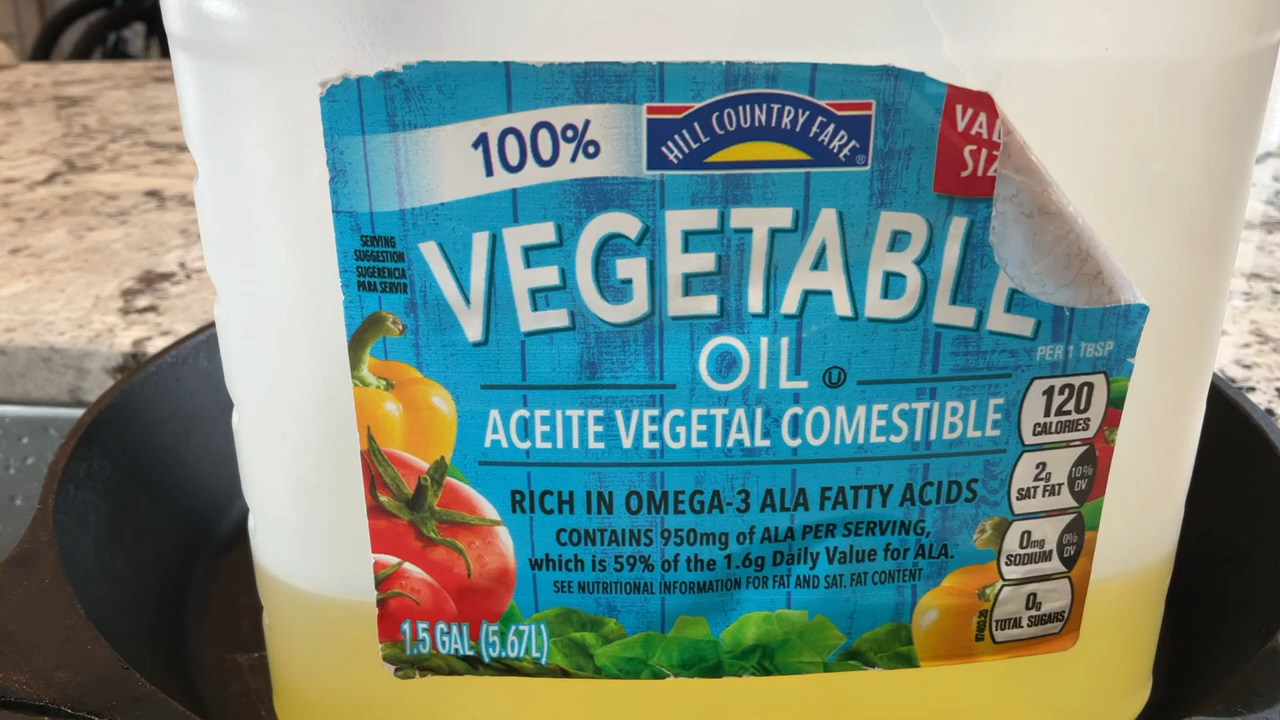 100%
HILL COUNTRY FARE®
VAL
SIZ
SERVING
SUGGESTION
SUGERENCIA
PARA SERVIR
VEGETABLE
OIL Ⓤ
ACEITE VEGETAL COMESTIBLE
RICH IN OMEGA-3 ALA FATTY ACIDS
CONTAINS 950mg of ALA PER SERVING,
which is 59% of the 1.6g Daily Value for ALA.
SEE NUTRITIONAL INFORMATION FOR FAT AND SAT. FAT CONTENT
1.5 GAL (5.67L)
PER 1 TBSP
120
CALORIES
2g
SAT FAT
10%
DV
0mg
SODIUM
0%
DV
0g
TOTAL SUGARS